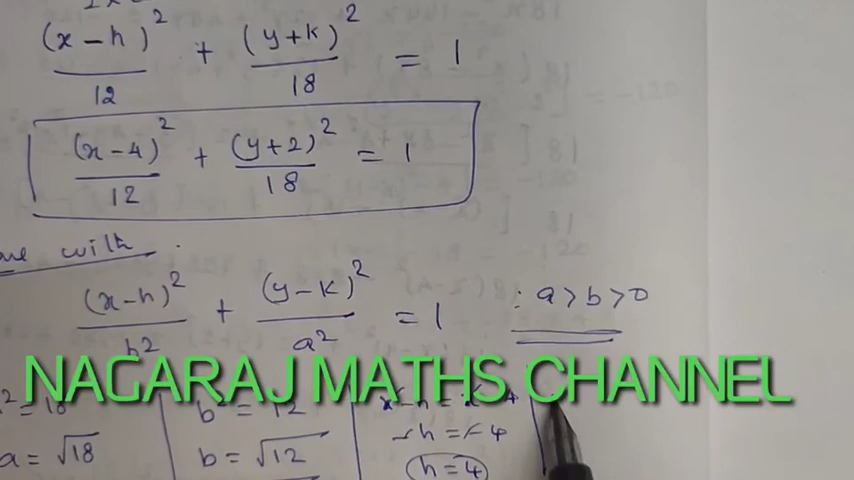 (x-h)²/12 + (y+k)²/18 = 1
(x-4)²/12 + (y+2)²/18 = 1
with
(x-h)²/b² + (y-k)²/a² = 1 : a>b>0
NAGARAJ MATHS CHANNEL
b² = 12
a = √18 b = √12 h = 4